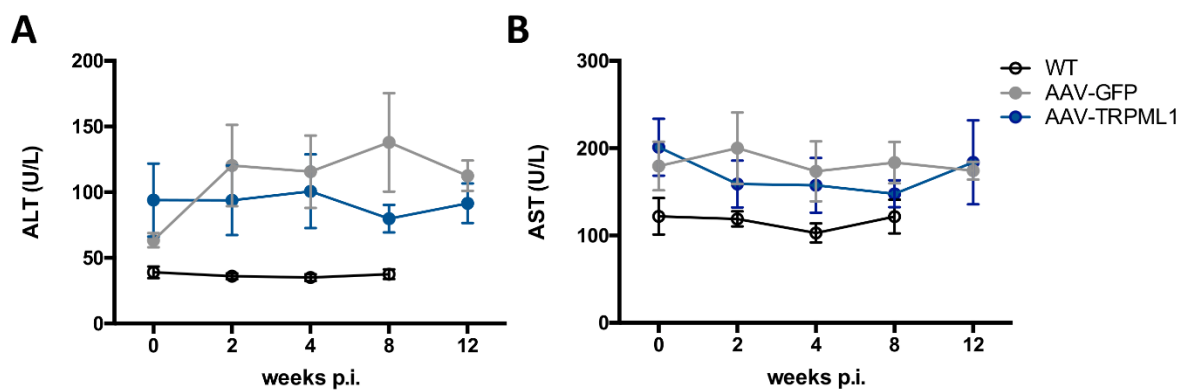 A
ALT (U/L)
200
150
100
50
0
0 2 4 8 12
weeks p.i.
B
AST (U/L)
300
200
100
0
0 2 4 8 12
weeks p.i.
WT
AAV-GFP
AAV-TRPML1